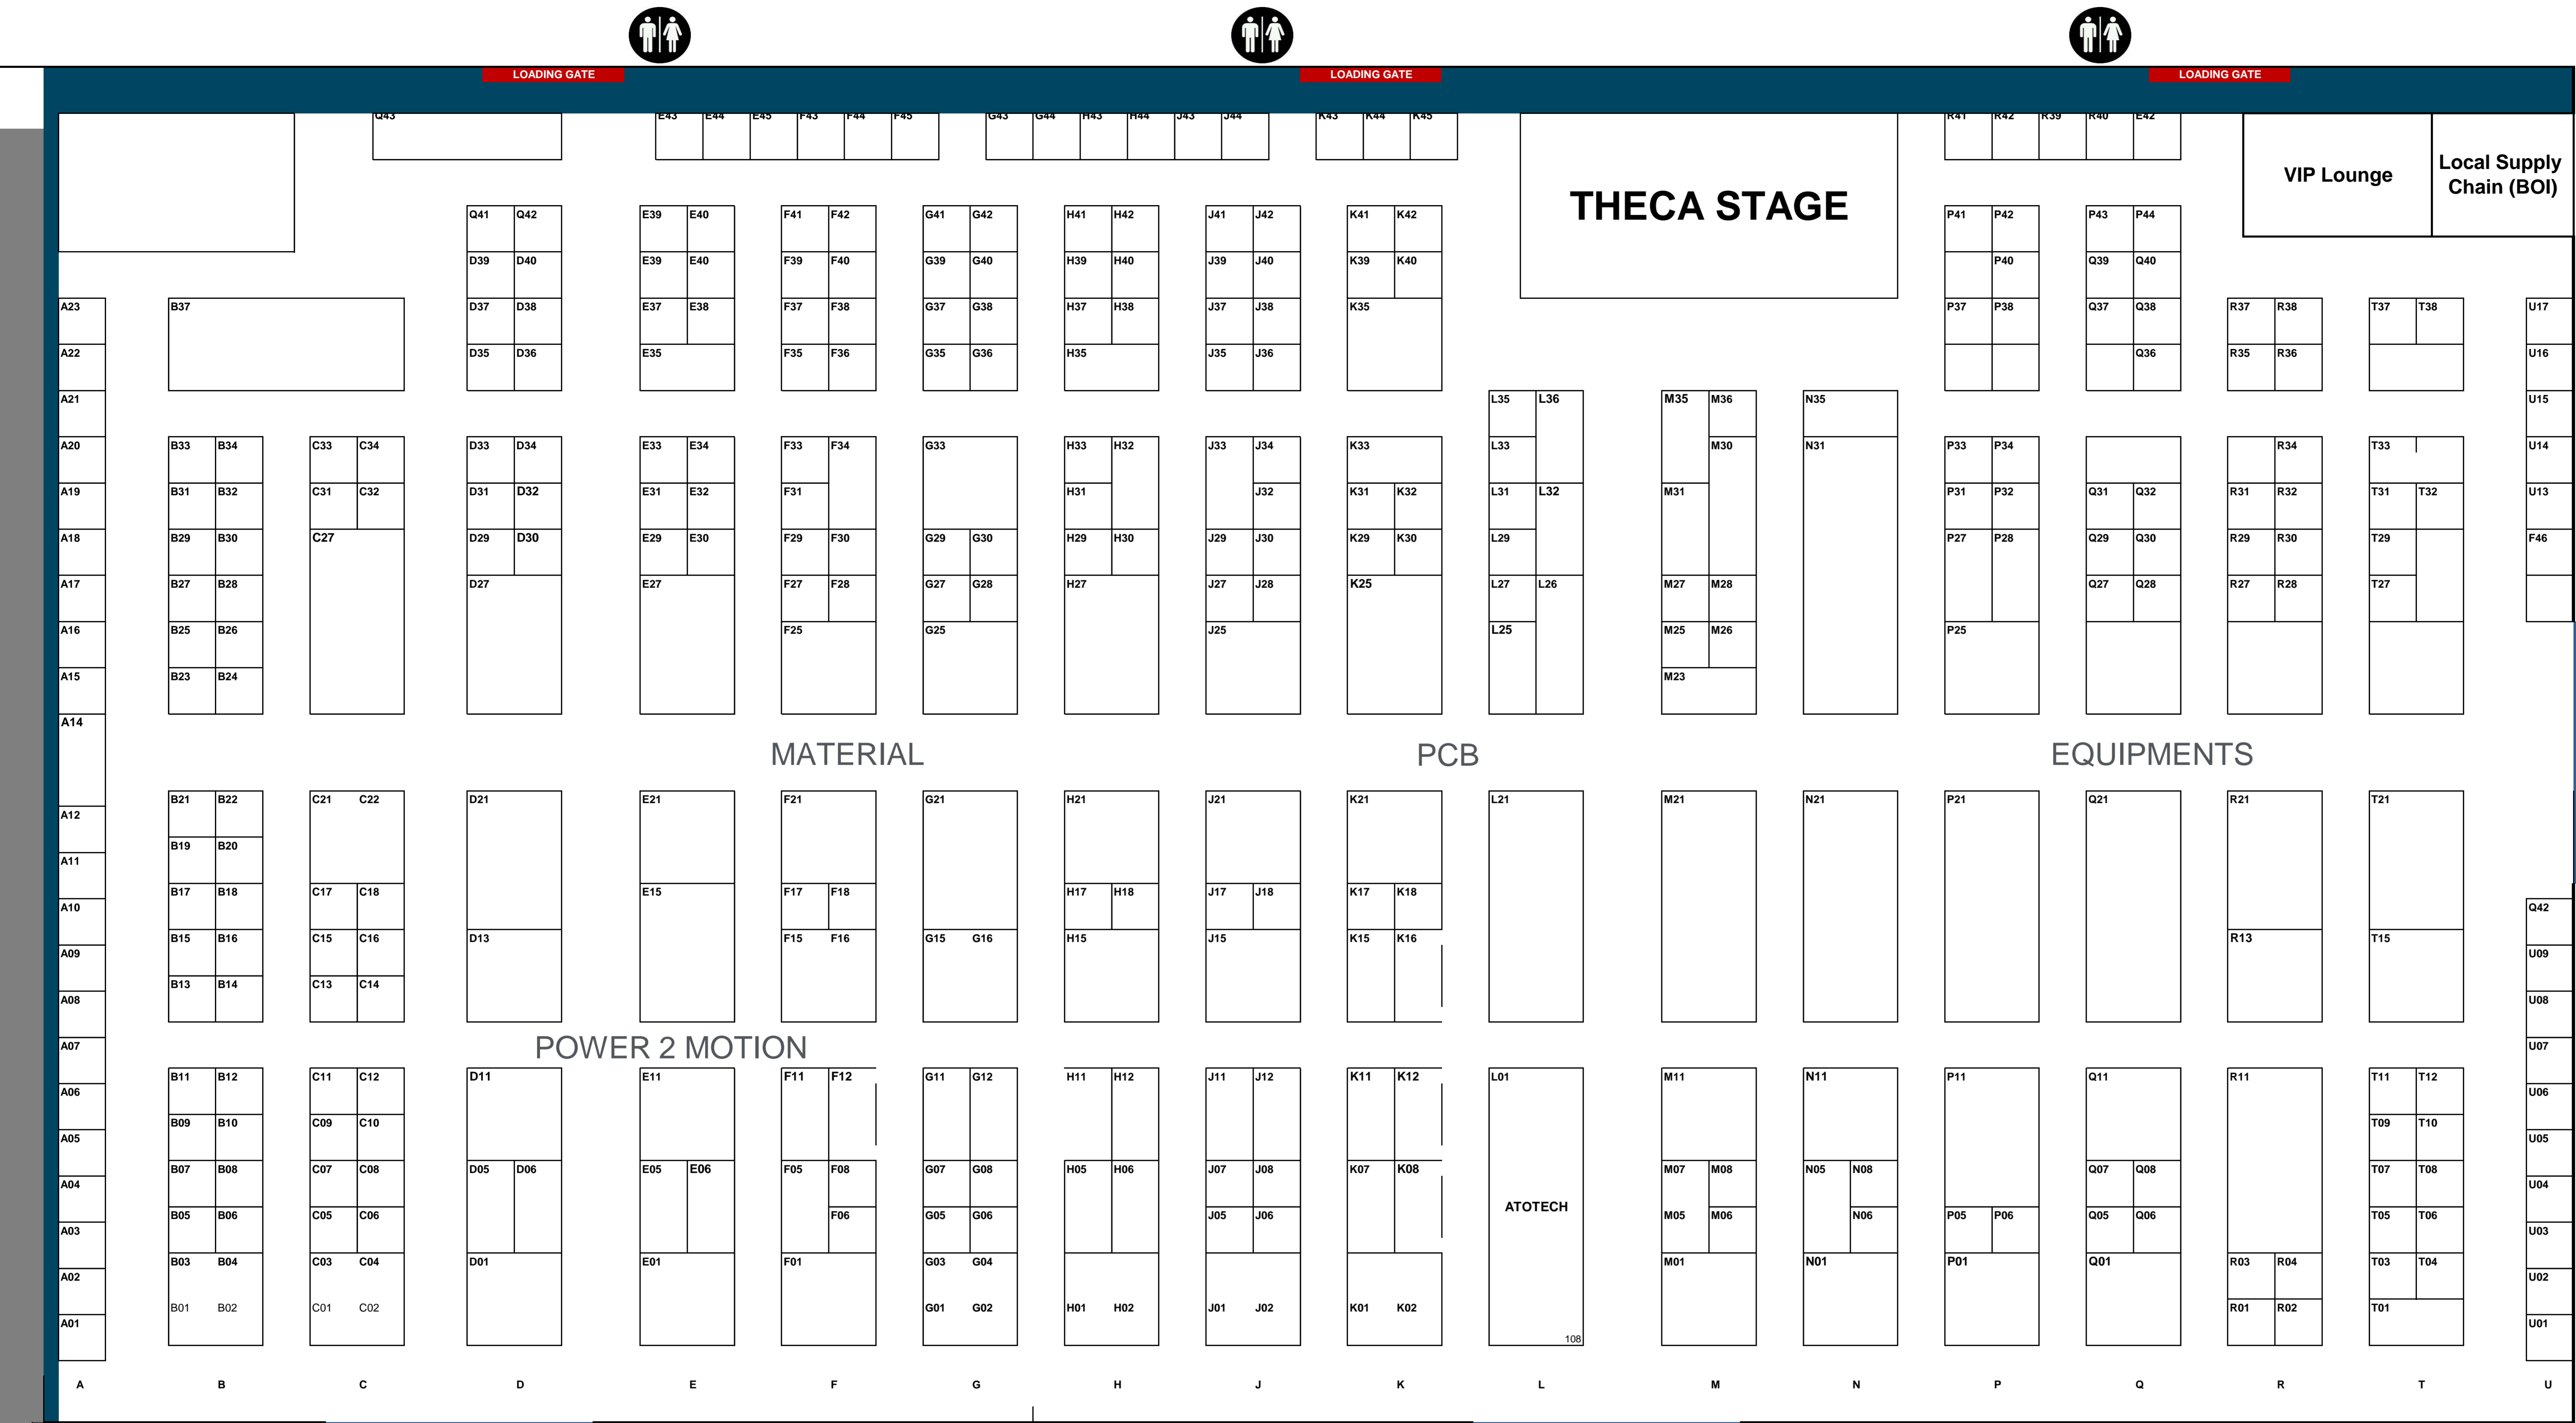 LOADING GATE LOADING GATE LOADING GATE
Q43 E43 E44 E45 F43 F44 F45 G43 G44 H43 H44 J43 J44 K43 K44 K45 R41 R42 R39 R40 E42
VIP Lounge
Local Supply
Chain (BOI)
THECA STAGE
Q41 Q42 E39 E40 F41 F42 G41 G42 H41 H42 J41 J42 K41 K42 P41 P42 P43 P44
D39 D40 E39 E40 F39 F40 G39 G40 H39 H40 J39 J40 K39 K40 P40 Q39 Q40
A23 B37 D37 D38 E37 E38 F37 F38 G37 G38 H37 H38 J37 J38 K35 P37 P38 Q37 Q38 R37 R38 T37 T38 U17
A22 D35 D36 E35 F35 F36 G35 G36 H35 J35 J36 Q36 R35 R36 U16
A21 L35 L36 M35 M36 N35 U15
A20 B33 B34 C33 C34 D33 D34 E33 E34 F33 F34 G33 H33 H32 J33 J34 K33 L33 M30 N31 P33 P34 R34 T33 U14
A19 B31 B32 C31 C32 D31 D32 E31 E32 F31 H31 J32 K31 K32 L31 L32 M31 P31 P32 Q31 Q32 R31 R32 T31 T32 U13
A18 B29 B30 C27 D29 D30 E29 E30 F29 F30 G29 G30 H29 H30 J29 J30 K29 K30 L29 P27 P28 Q29 Q30 R29 R30 T29 F46
A17 B27 B28 D27 E27 F27 F28 G27 G28 H27 J27 J28 K25 L27 L26 M27 M28 Q27 Q28 R27 R28 T27
A16 B25 B26 F25 G25 J25 L25 M25 M26 P25
A15 B23 B24 M23
A14
MATERIAL PCB EQUIPMENTS
B21 B22 C21 C22 D21 E21 F21 G21 H21 J21 K21 L21 M21 N21 P21 Q21 R21 T21
A12
B19 B20
A11
B17 B18 C17 C18 E15 F17 F18 H17 H18 J17 J18 K17 K18
A10 Q42
B15 B16 C15 C16 D13 F15 F16 G15 G16 H15 J15 K15 K16 R13 T15
A09 U09
B13 B14 C13 C14
A08 U08
A07 POWER 2 MOTION U07
B11 B12 C11 C12 D11 E11 F11 F12 G11 G12 H11 H12 J11 J12 K11 K12 L01 M11 N11 P11 Q11 R11 T11 T12
A06 U06
B09 B10 C09 C10 T09 T10
A05 U05
B07 B08 C07 C08 D05 D06 E05 E06 F05 F08 G07 G08 H05 H06 J07 J08 K07 K08 M07 M08 N05 N08 Q07 Q08 T07 T08
A04 U04
ATOTECH
B05 B06 C05 C06 F06 G05 G06 J05 J06 M05 M06 N06 P05 P06 Q05 Q06 T05 T06
A03 U03
B03 B04 C03 C04 D01 E01 F01 G03 G04 M01 N01 P01 Q01 R03 R04 T03 T04
A02 U02
B01 B02 C01 C02 G01 G02 H01 H02 J01 J02 K01 K02 R01 R02 T01
A01 U01
108
A B C D E F G H J K L M N P Q R T U